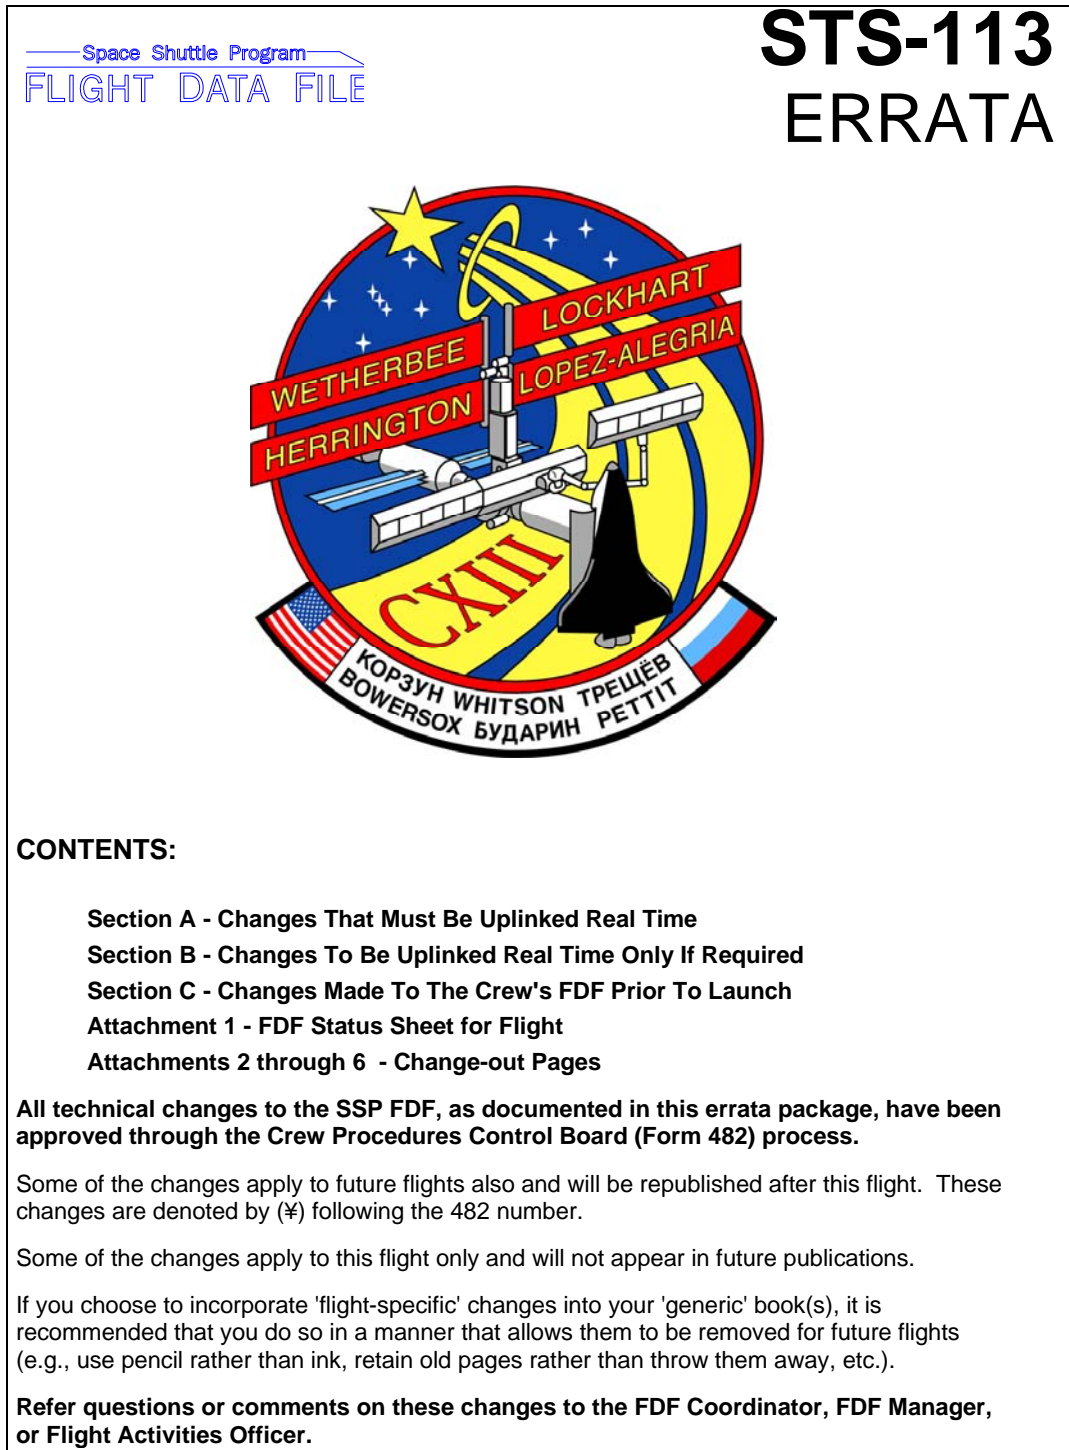 Space Shuttle Program
FLIGHT DATA FILE
STS-113
ERRATA
WETHERBEE
LOCKHART
HERRINGTON
LOPEZ-ALEGRIA
CXIII
КОРЗУН WHITSON ТРЕЩЁВ
BOWERSOX БУДАРИН PETTIT
CONTENTS:
Section A - Changes That Must Be Uplinked Real Time
Section B - Changes To Be Uplinked Real Time Only If Required
Section C - Changes Made To The Crew's FDF Prior To Launch
Attachment 1 - FDF Status Sheet for Flight
Attachments 2 through 6 - Change-out Pages
All technical changes to the SSP FDF, as documented in this errata package, have been
approved through the Crew Procedures Control Board (Form 482) process.
Some of the changes apply to future flights also and will be republished after this flight. These
changes are denoted by (¥) following the 482 number.
Some of the changes apply to this flight only and will not appear in future publications.
If you choose to incorporate 'flight-specific' changes into your 'generic' book(s), it is
recommended that you do so in a manner that allows them to be removed for future flights
(e.g., use pencil rather than ink, retain old pages rather than throw them away, etc.).
Refer questions or comments on these changes to the FDF Coordinator, FDF Manager,
or Flight Activities Officer.